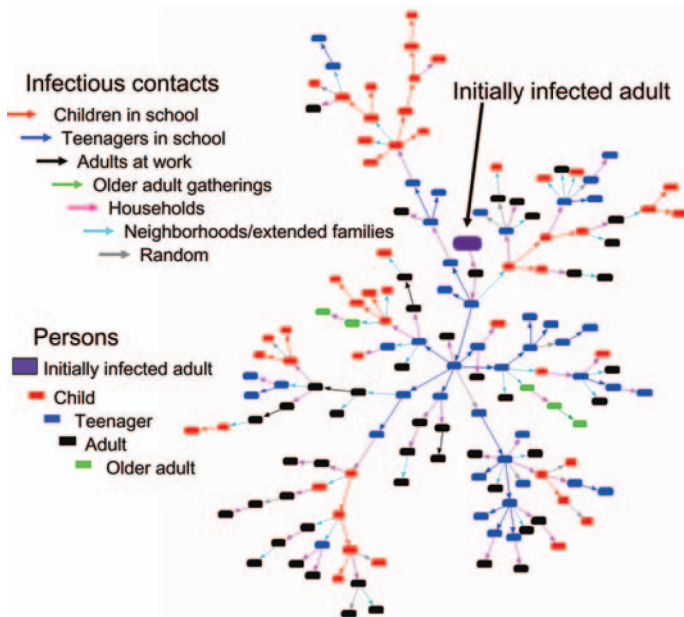 Infectious contacts
Children in school
Teenagers in school
Adults at work
Older adult gatherings
Households
Neighborhoods/extended families
Random
Initially infected adult
Persons
Initially infected adult
Child
Teenager
Adult
Older adult